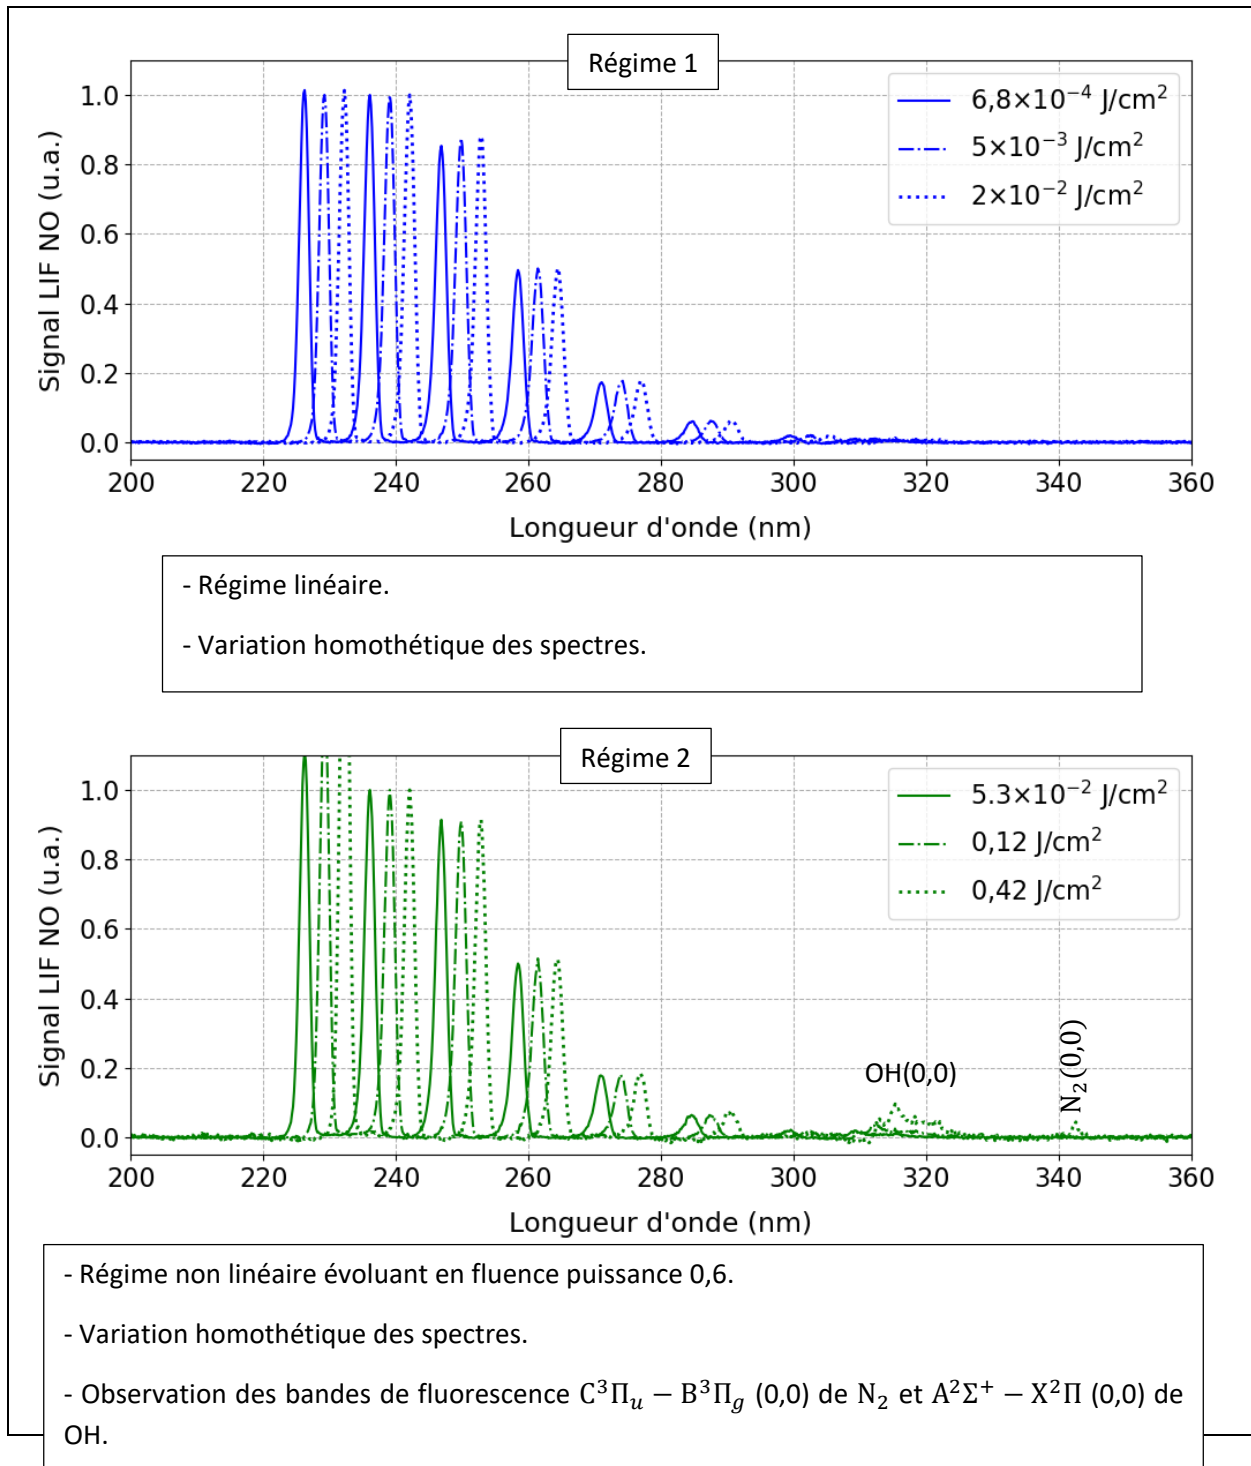 Régime 1
6,8×10⁻⁴ J/cm²
5×10⁻³ J/cm²
2×10⁻² J/cm²
Signal LIF NO (u.a.)
1.0
0.8
0.6
0.4
0.2
0.0
200 220 240 260 280 300 320 340 360
Longueur d'onde (nm)
- Régime linéaire.
- Variation homothétique des spectres.
Régime 2
5.3×10⁻² J/cm²
0,12 J/cm²
0,42 J/cm²
Signal LIF NO (u.a.)
1.0
0.8
0.6
0.4
0.2
0.0
OH(0,0)
N₂(0,0)
200 220 240 260 280 300 320 340 360
Longueur d'onde (nm)
- Régime non linéaire évoluant en fluence puissance 0,6.
- Variation homothétique des spectres.
- Observation des bandes de fluorescence C³Πᵤ − B³Π_g (0,0) de N₂ et A²Σ⁺ − X²Π (0,0) de
OH.